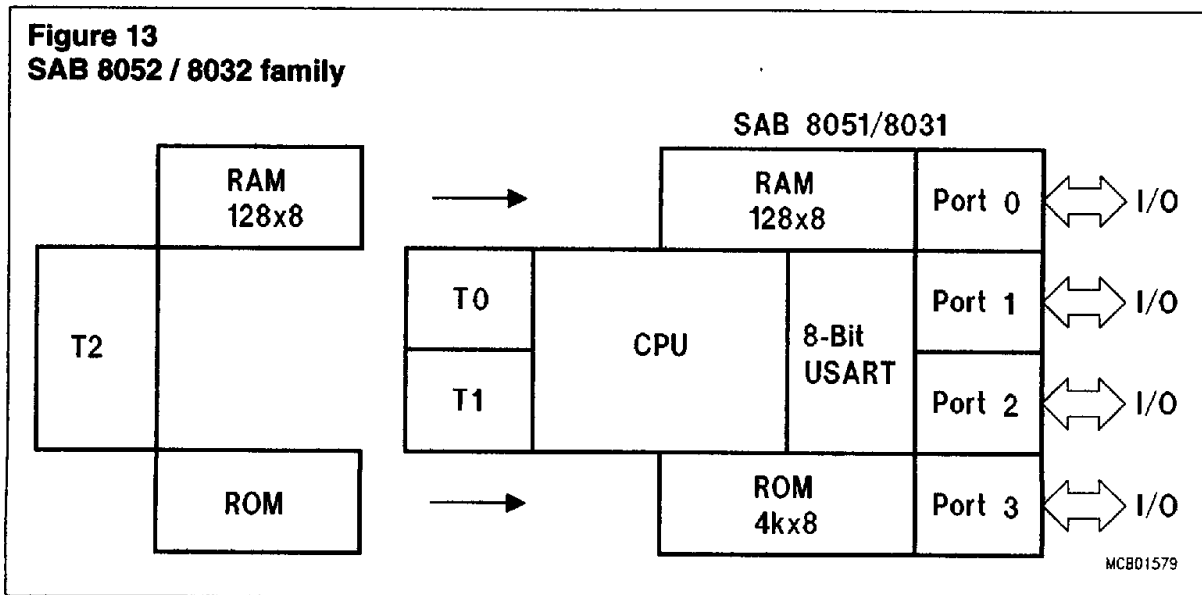 Figure 13
SAB 8052 / 8032 family
SAB 8051/8031
RAM
128x8
RAM
128x8
Port 0
I/O
T2
T0
T1
CPU
8-Bit
USART
Port 1
I/O
Port 2
I/O
ROM
ROM
4kx8
Port 3
I/O
MCB01579